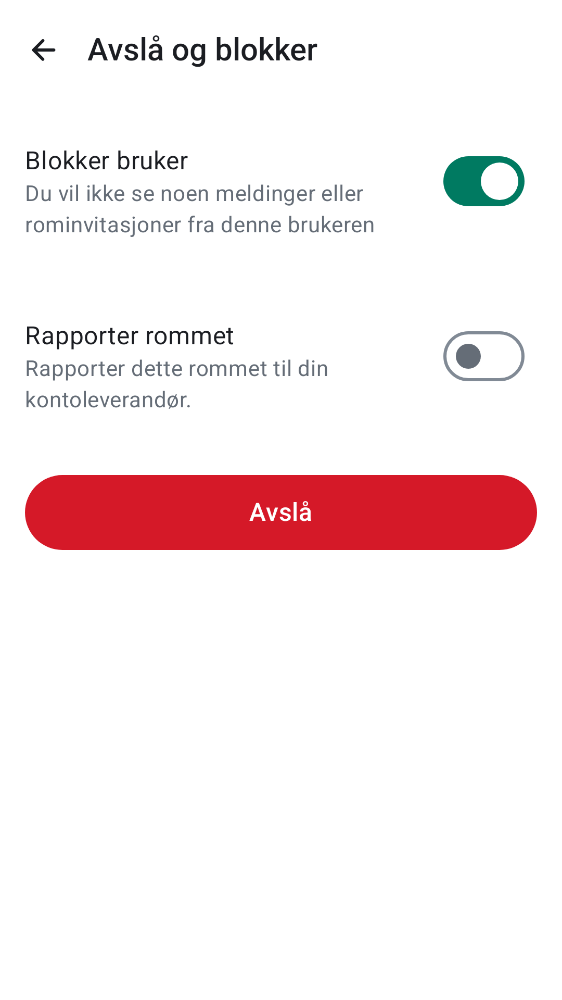 Avslå og blokker
Blokker bruker
Du vil ikke se noen meldinger eller
rominvitasjoner fra denne brukeren
Rapporter rommet
Rapporter dette rommet til din
kontoleverandør.
Avslå